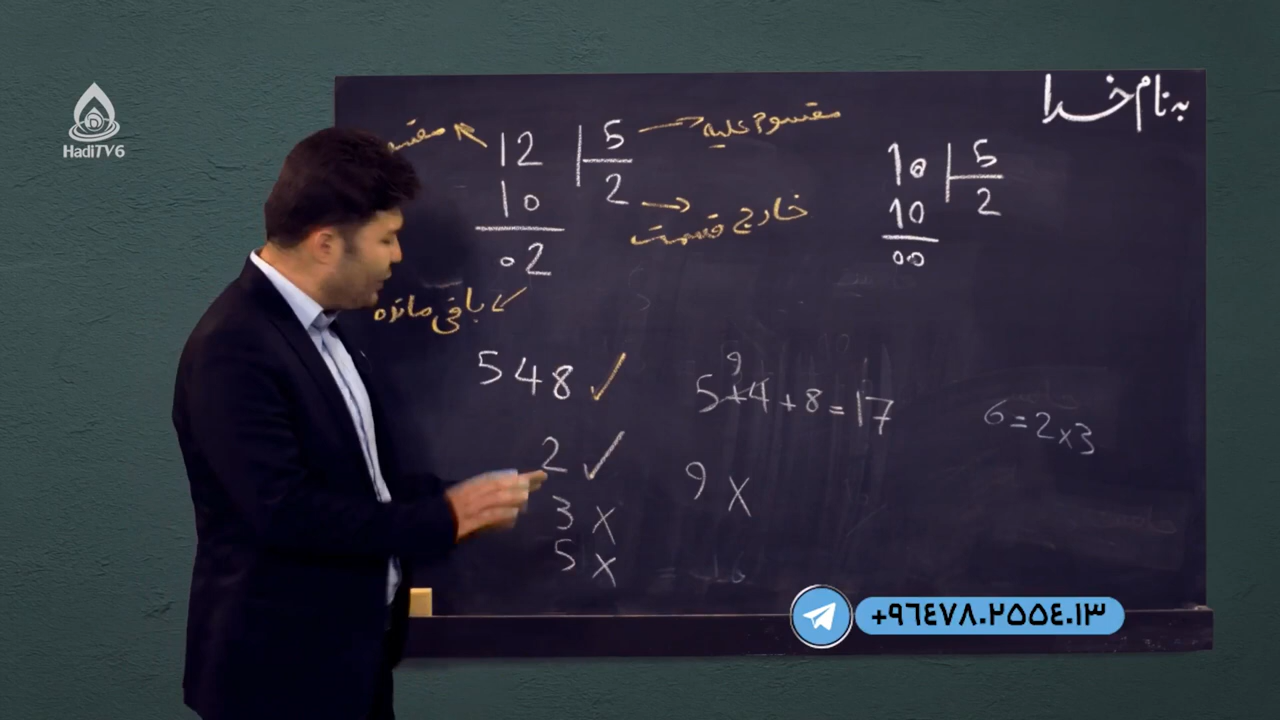 HadiTV6
به نام خدا
12 5 مقسوم علیه
10 2 خارج قسمت
02
باقی مانده
10 5
10 2
00
548 ✓
9
5+4+8=17
6=2×3
2 ✓
3 ×
5 ×
9 ×
+٩٦٤٧٨٠٢٥٥٤٠١٣